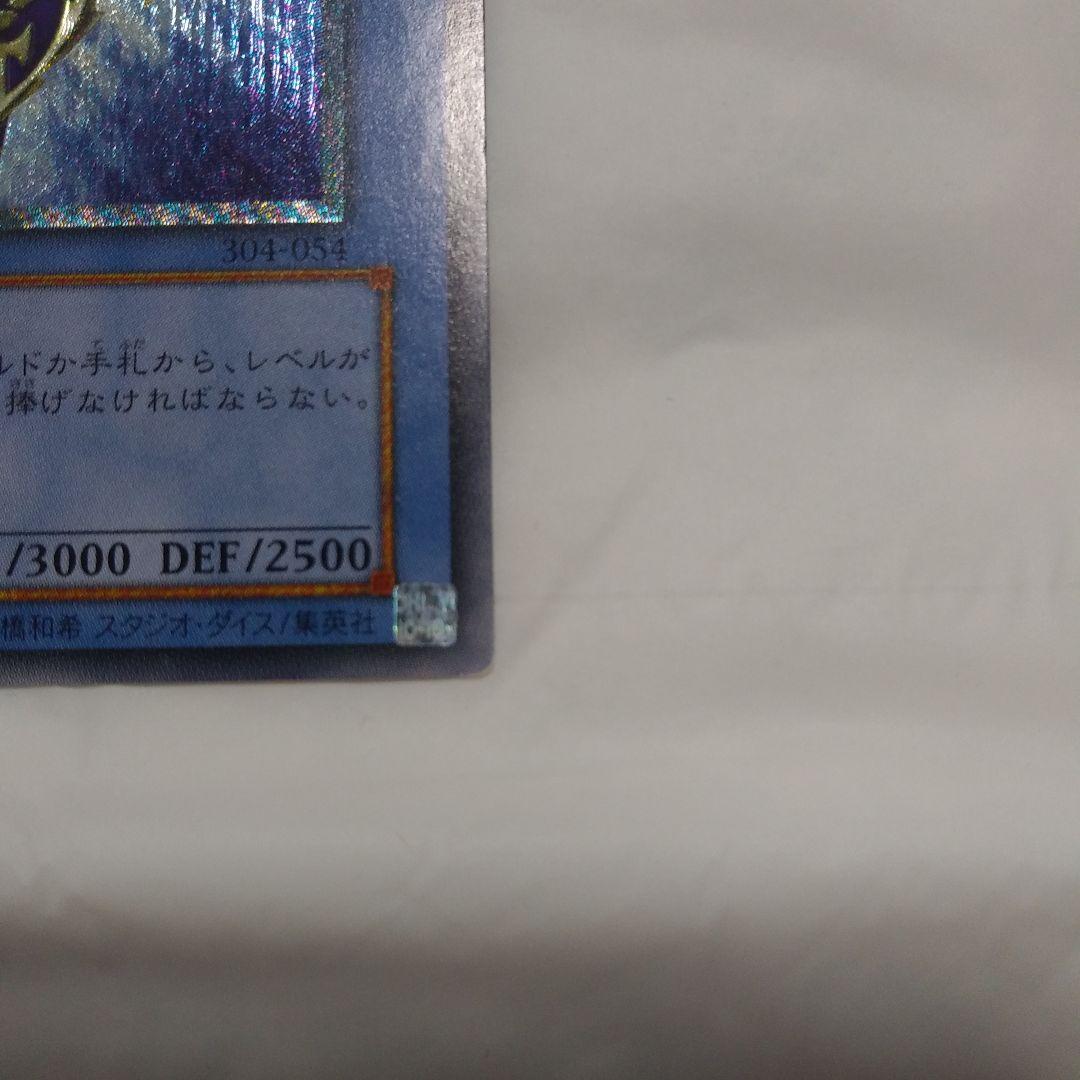 304-054
ルドか手札から、レベルが
捧げなければならない。
/3000 DEF/2500
橋和希 スタジオ・ダイス/集英社